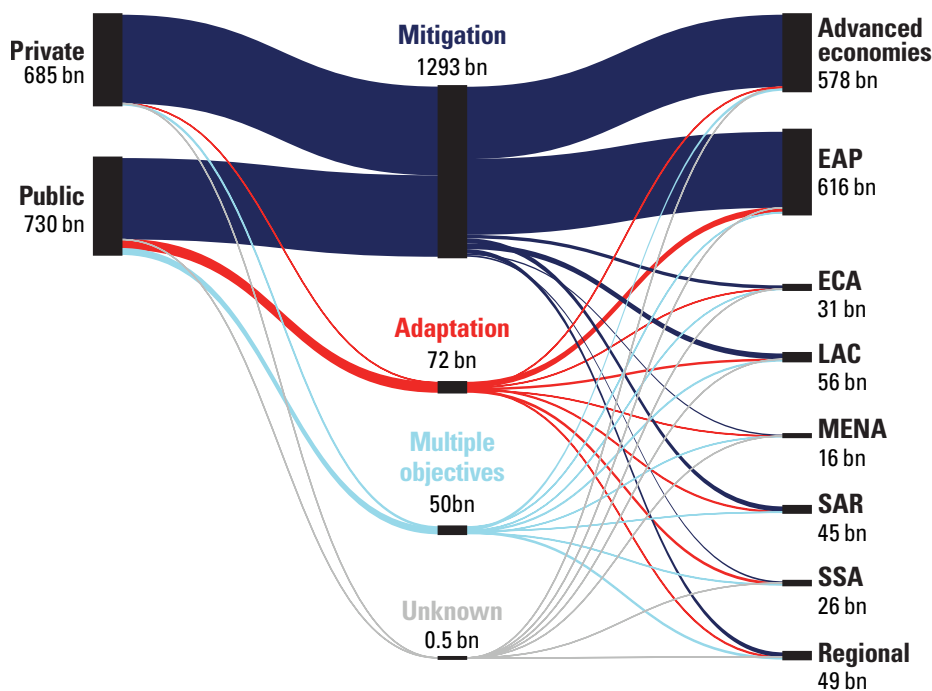 Private
685 bn
Public
730 bn
Mitigation
1293 bn
Adaptation
72 bn
Multiple
objectives
50bn
Unknown
0.5 bn
Advanced
economies
578 bn
EAP
616 bn
ECA
31 bn
LAC
56 bn
MENA
16 bn
SAR
45 bn
SSA
26 bn
Regional
49 bn